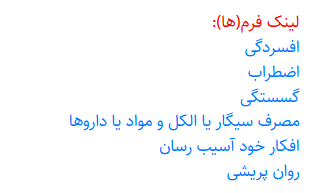 لینک فرم(ها):
افسردگی
اضطراب
گسستگی
مصرف سیگار یا الکل و مواد یا داروها
افکار خود آسیب رسان
روان پریشی